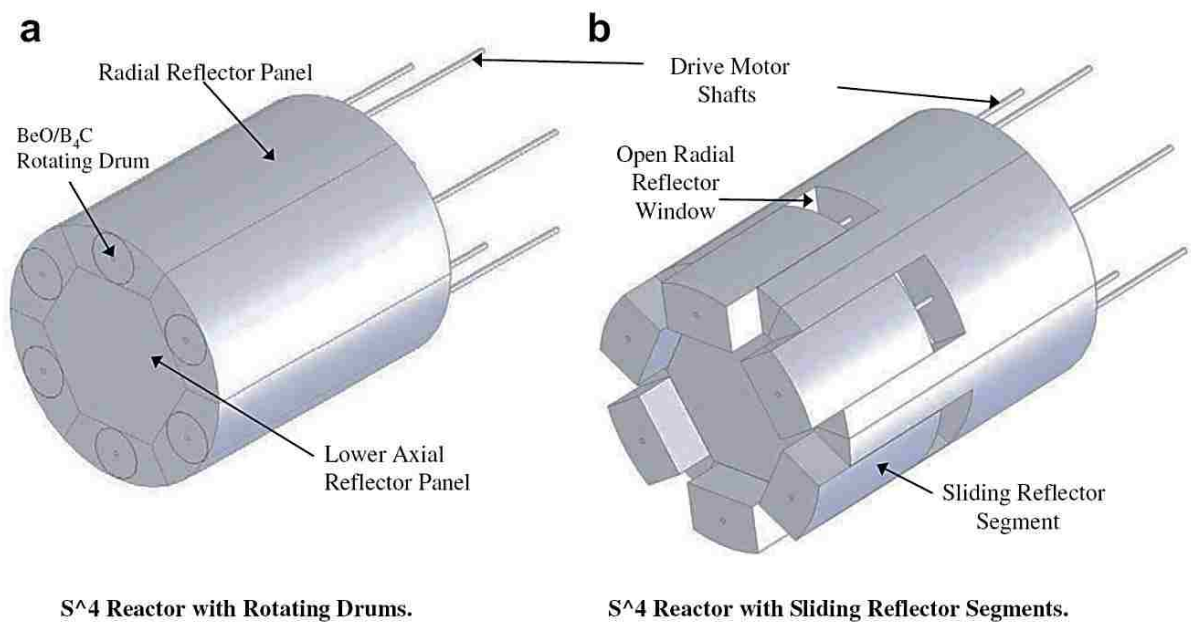 a
b
Radial Reflector Panel
BeO/B₄C
Rotating Drum
Drive Motor
Shafts
Open Radial
Reflector
Window
Lower Axial
Reflector Panel
Sliding Reflector
Segment
S^4 Reactor with Rotating Drums.
S^4 Reactor with Sliding Reflector Segments.